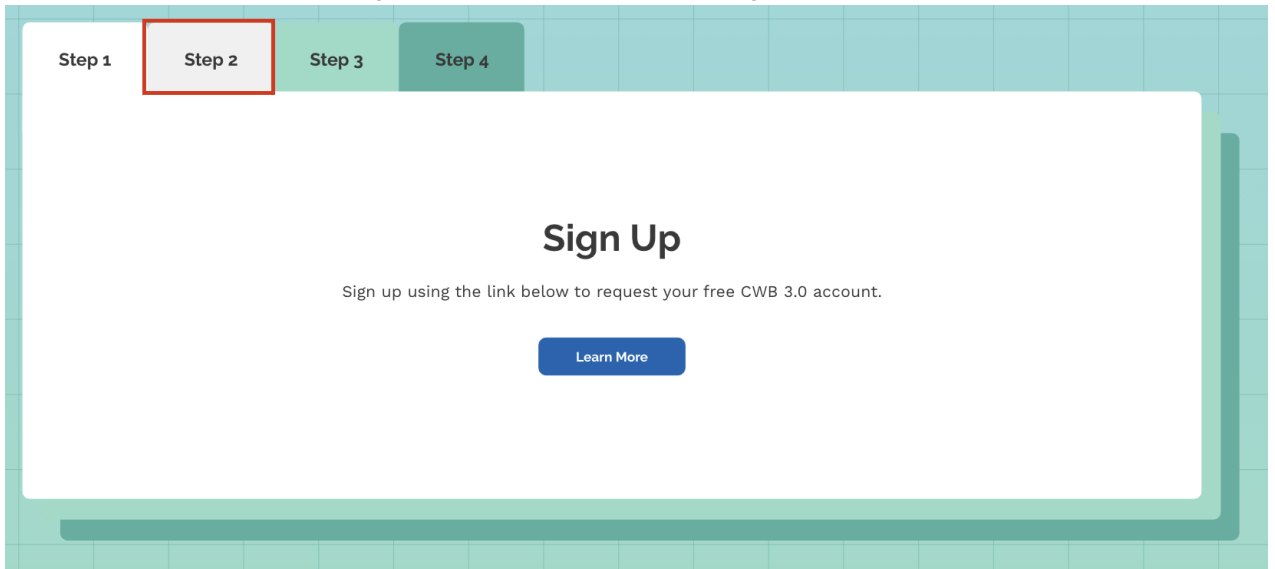 Step 1
Step 2
Step 3
Step 4
Sign Up
Sign up using the link below to request your free CWB 3.0 account.
Learn More